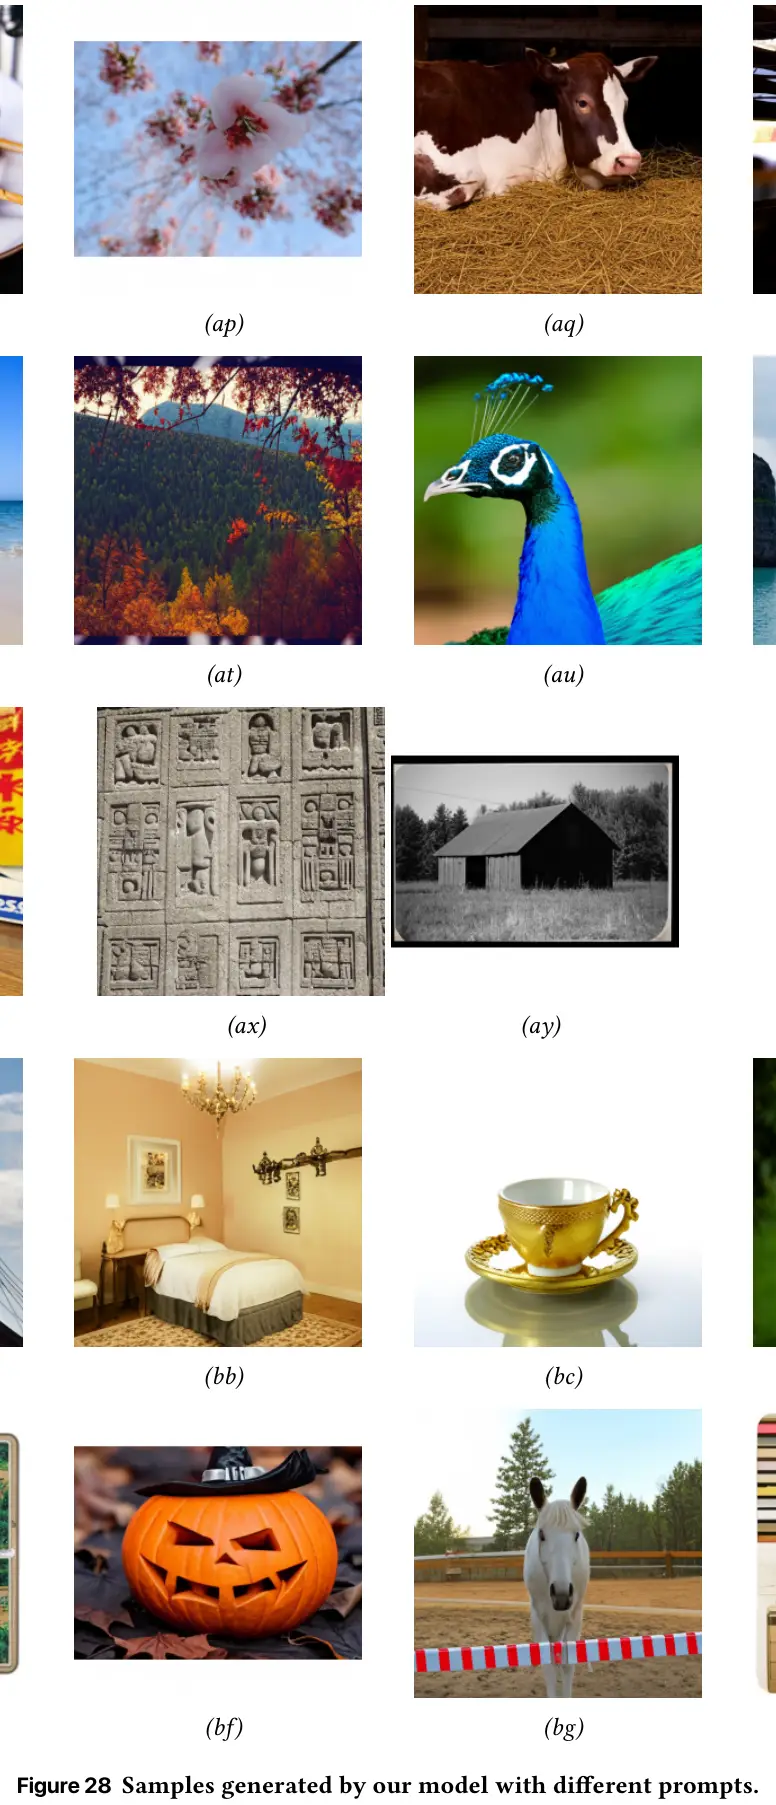 (ap)
(aq)
(at)
(au)
(ax)
(ay)
(bb)
(bc)
(bf)
(bg)
Figure 28 Samples generated by our model with different prompts.